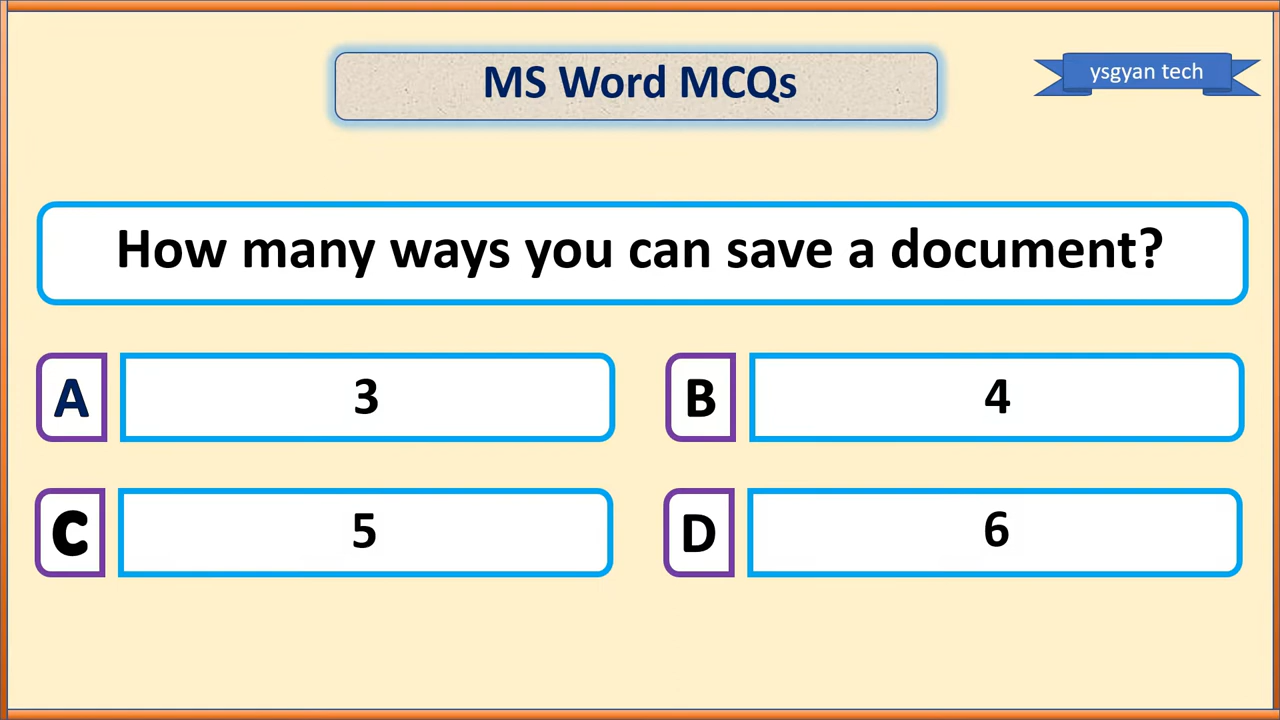 MS Word MCQs
ysgyan tech
How many ways you can save a document?
A 3
B 4
C 5
D 6